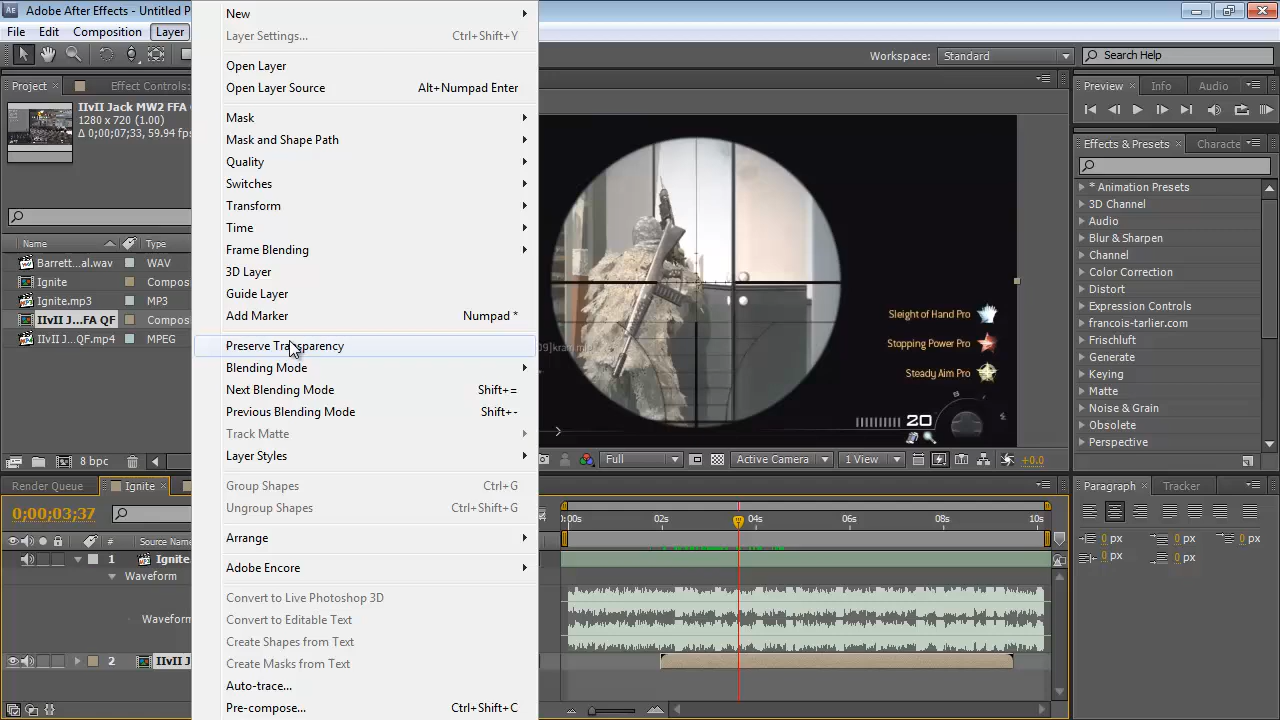 Adobe After Effects - Untitled P
File Edit Composition Layer
Workspace: Standard
Search Help
Project Effect Controls:
IIvII Jack MW2 FFA
1280 x 720 (1.00)
Δ 0;00;07;33, 59.94 fps
Name Type
Barrett...al.wav WAV
Ignite Compos
Ignite.mp3 MP3
IIvII J...FA QF Compos
IIvII J...QF.mp4 MPEG
8 bpc
New
Layer Settings... Ctrl+Shift+Y
Open Layer
Open Layer Source Alt+Numpad Enter
Mask
Mask and Shape Path
Quality
Switches
Transform
Time
Frame Blending
3D Layer
Guide Layer
Add Marker Numpad *
Preserve Transparency
Blending Mode
Next Blending Mode Shift+=
Previous Blending Mode Shift+-
Track Matte
Layer Styles
Group Shapes Ctrl+G
Ungroup Shapes Ctrl+Shift+G
Arrange
Adobe Encore
Convert to Live Photoshop 3D
Convert to Editable Text
Create Shapes from Text
Create Masks from Text
Auto-trace...
Pre-compose... Ctrl+Shift+C
Sleight of Hand Pro
Stopping Power Pro
Steady Aim Pro
20
Full Active Camera 1 View +0.0
Preview Info Audio
Effects & Presets Characte
* Animation Presets
3D Channel
Audio
Blur & Sharpen
Channel
Color Correction
Distort
Expression Controls
francois-tarlier.com
Frischluft
Generate
Keying
Matte
Noise & Grain
Obsolete
Perspective
Paragraph Tracker
0 px 0 px 0 px
0 px 0 px
Render Queue Ignite
0;00;03;37
# Source Name
1 Ignite.
Waveform
Wavefor
2 IIvII J
:00s 02s 04s 06s 08s 10s